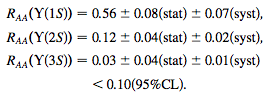 R_AA(Υ(1S)) = 0.56 ± 0.08(stat) ± 0.07(syst),
R_AA(Υ(2S)) = 0.12 ± 0.04(stat) ± 0.02(syst),
R_AA(Υ(3S)) = 0.03 ± 0.04(stat) ± 0.01(syst)
< 0.10(95%CL).